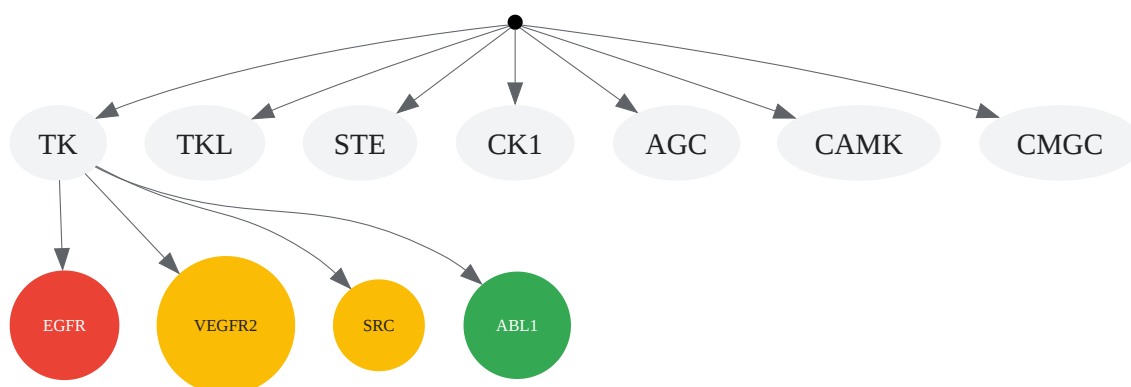 TK
TKL
STE
CK1
AGC
CAMK
CMGC
EGFR
VEGFR2
SRC
ABL1